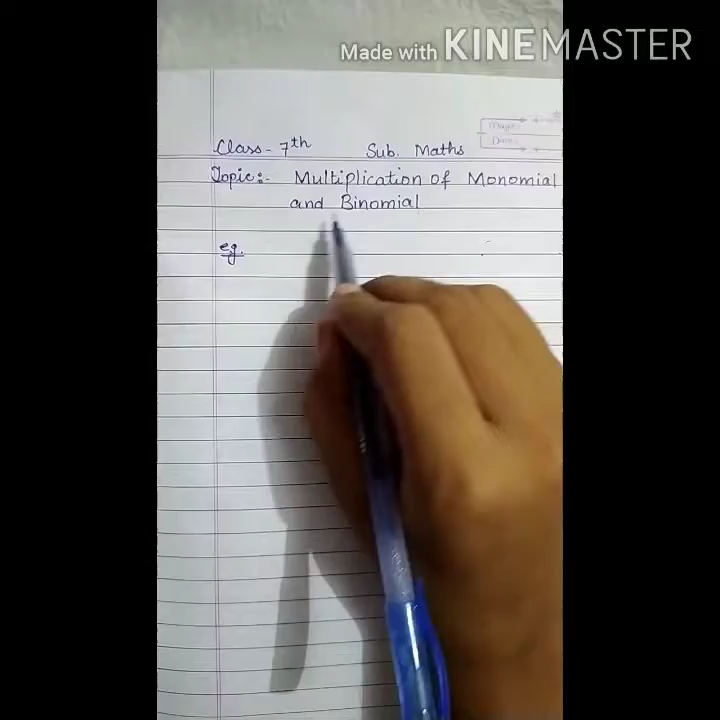 Made with KINEMASTER
Class- 7th Sub. Maths
Topic:- Multiplication of Monomial
and Binomial
eg.